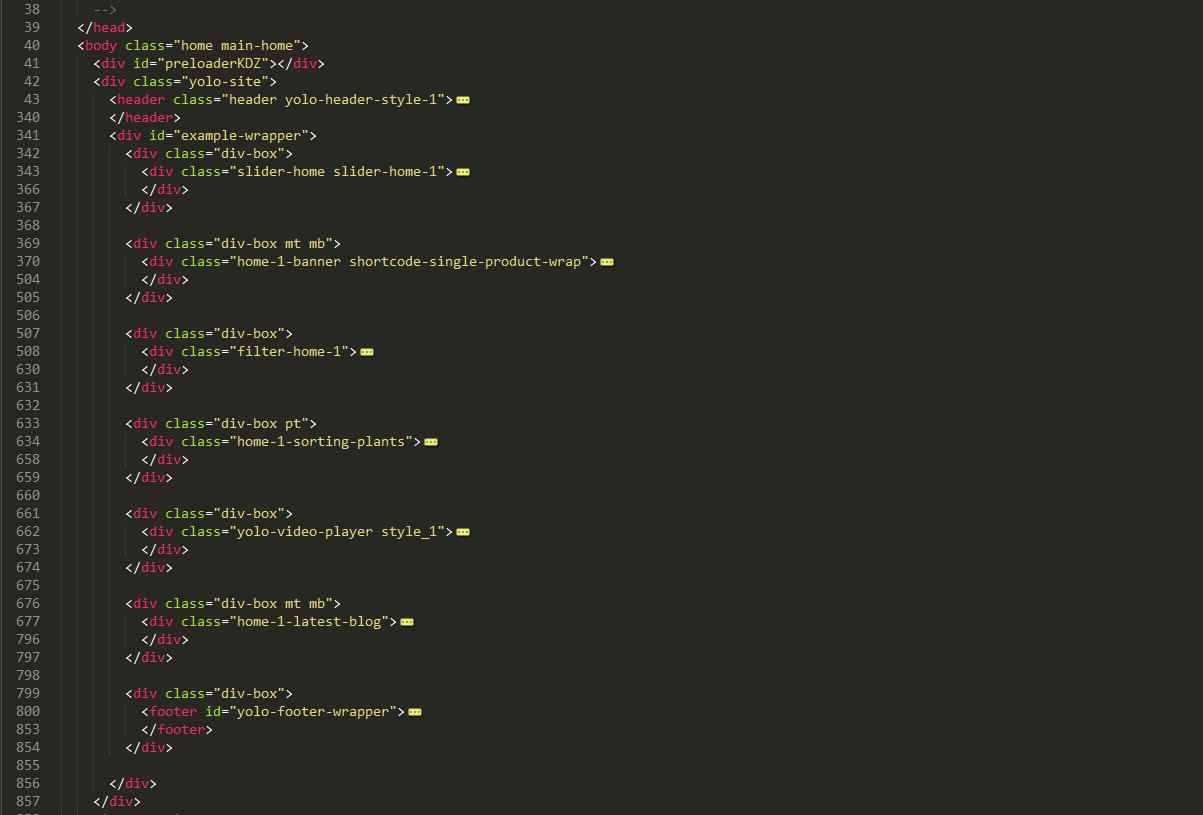 38 -->
39 </head>
40 <body class="home main-home">
41 <div id="preloaderKDZ"></div>
42 <div class="yolo-site">
43 <header class="header yolo-header-style-1">
340 </header>
341 <div id="example-wrapper">
342 <div class="div-box">
343 <div class="slider-home slider-home-1">
366 </div>
367 </div>
368
369 <div class="div-box mt mb">
370 <div class="home-1-banner shortcode-single-product-wrap">
504 </div>
505 </div>
506
507 <div class="div-box">
508 <div class="filter-home-1">
630 </div>
631 </div>
632
633 <div class="div-box pt">
634 <div class="home-1-sorting-plants">
658 </div>
659 </div>
660
661 <div class="div-box">
662 <div class="yolo-video-player style_1">
673 </div>
674 </div>
675
676 <div class="div-box mt mb">
677 <div class="home-1-latest-blog">
796 </div>
797 </div>
798
799 <div class="div-box">
800 <footer id="yolo-footer-wrapper">
853 </footer>
854 </div>
855
856 </div>
857 </div>